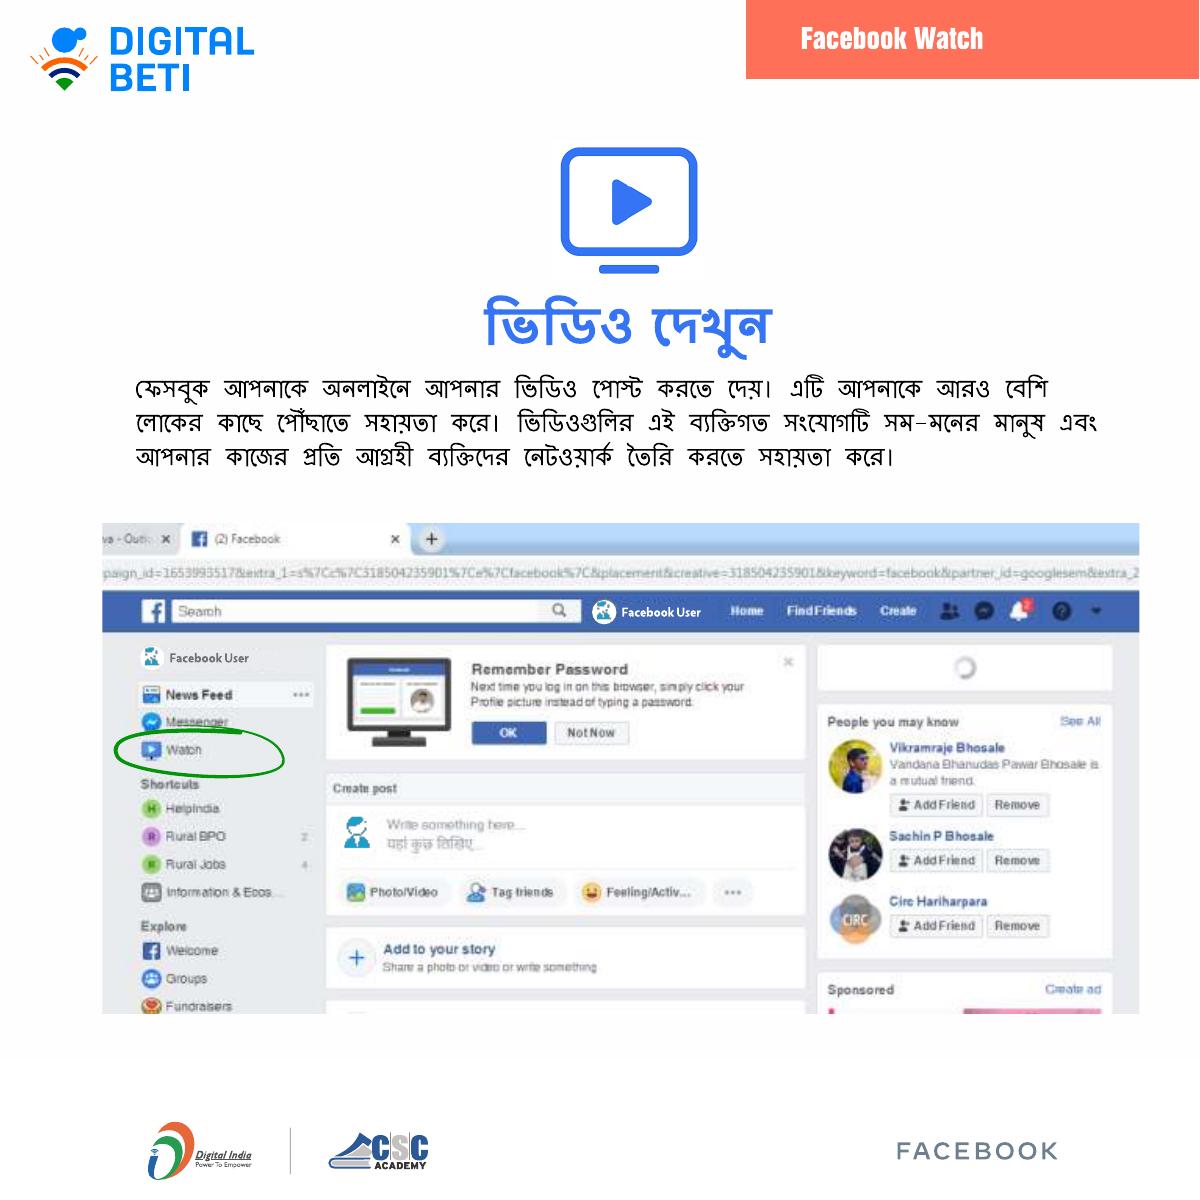 DIGITAL
BETI
Facebook Watch
ভিডিও দেখুন
ফেসবুক আপনাকে অনলাইনে আপনার ভিডিও পোস্ট করতে দেয়। এটি আপনাকে আরও বেশি
লোকের কাছে পৌঁছাতে সহায়তা করে। ভিডিওগুলির এই ব্যক্তিগত সংযোগটি সম-মনের মানুষ এবং
আপনার কাজের প্রতি আগ্রহী ব্যক্তিদের নেটওয়ার্ক তৈরি করতে সহায়তা করে।
va - Outl
(2) Facebook
paign_id=1653993517&extra_1=s%7Cc%7C318504235901%7Ce%7Cfacebook%7C&placement&creative=318504235901&keyword=facebook&partner_id=googlesem&extra_2
Search
Facebook User
Home
Find Friends
Create
2
Facebook User
News Feed
Messenger
Watch
Shortcuts
HelpIndia
Rural BPO 2
Rural Jobs 4
Information & Ecos...
Explore
Welcome
Groups
Fundraisers
Remember Password
Next time you log in on this browser, simply click your
Profile picture instead of typing a password.
OK
Not Now
Create post
Write something here...
यहां कुछ लिखिए...
Photo/Video
Tag friends
Feeling/Activ...
Add to your story
Share a photo or video or write something
People you may know
See All
Vikramraje Bhosale
Vandana Bhanudas Pawar Bhosale is
a mutual friend.
Add Friend
Remove
Sachin P Bhosale
Add Friend
Remove
Circ Hariharpara
CIRC
Add Friend
Remove
Sponsored
Create ad
Digital India
Power To Empower
CSC
ACADEMY
FACEBOOK